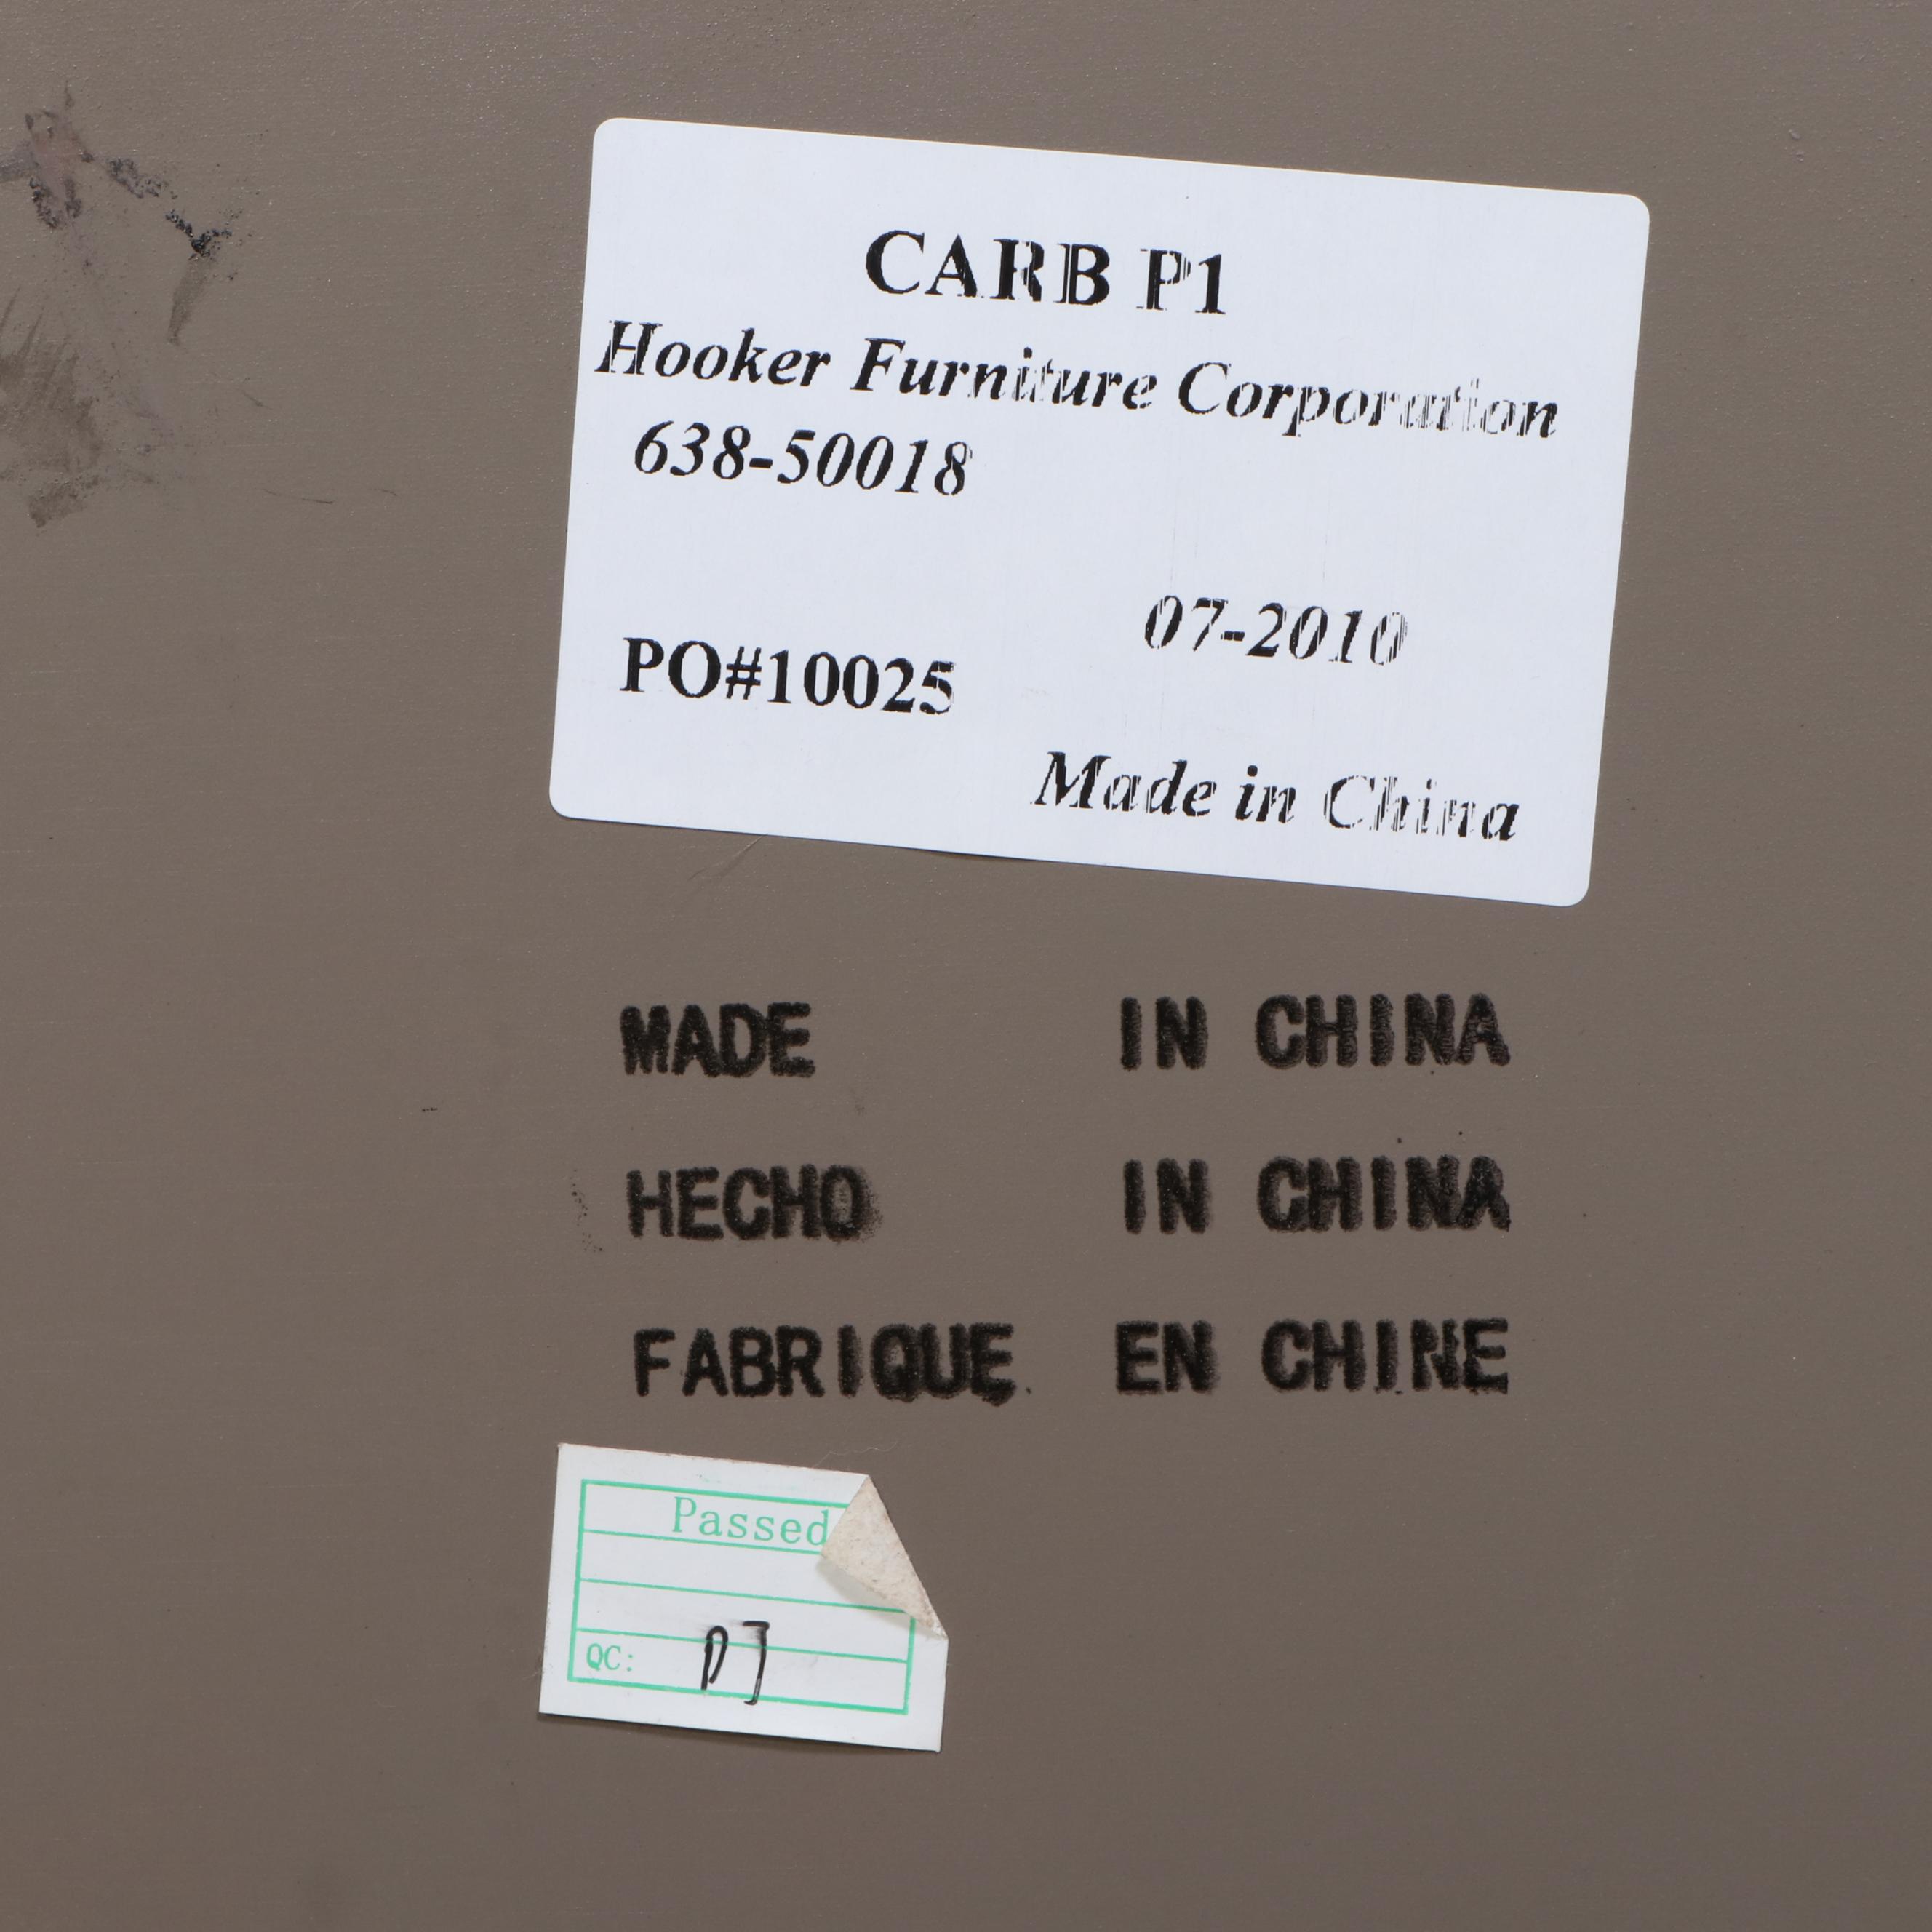 CARB P1
Hooker Furniture Corporation
638-50018
07-2010
PO#10025
Made in China
MADE IN CHINA
HECHO IN CHINA
FABRIQUE EN CHINE
Passed
QC: